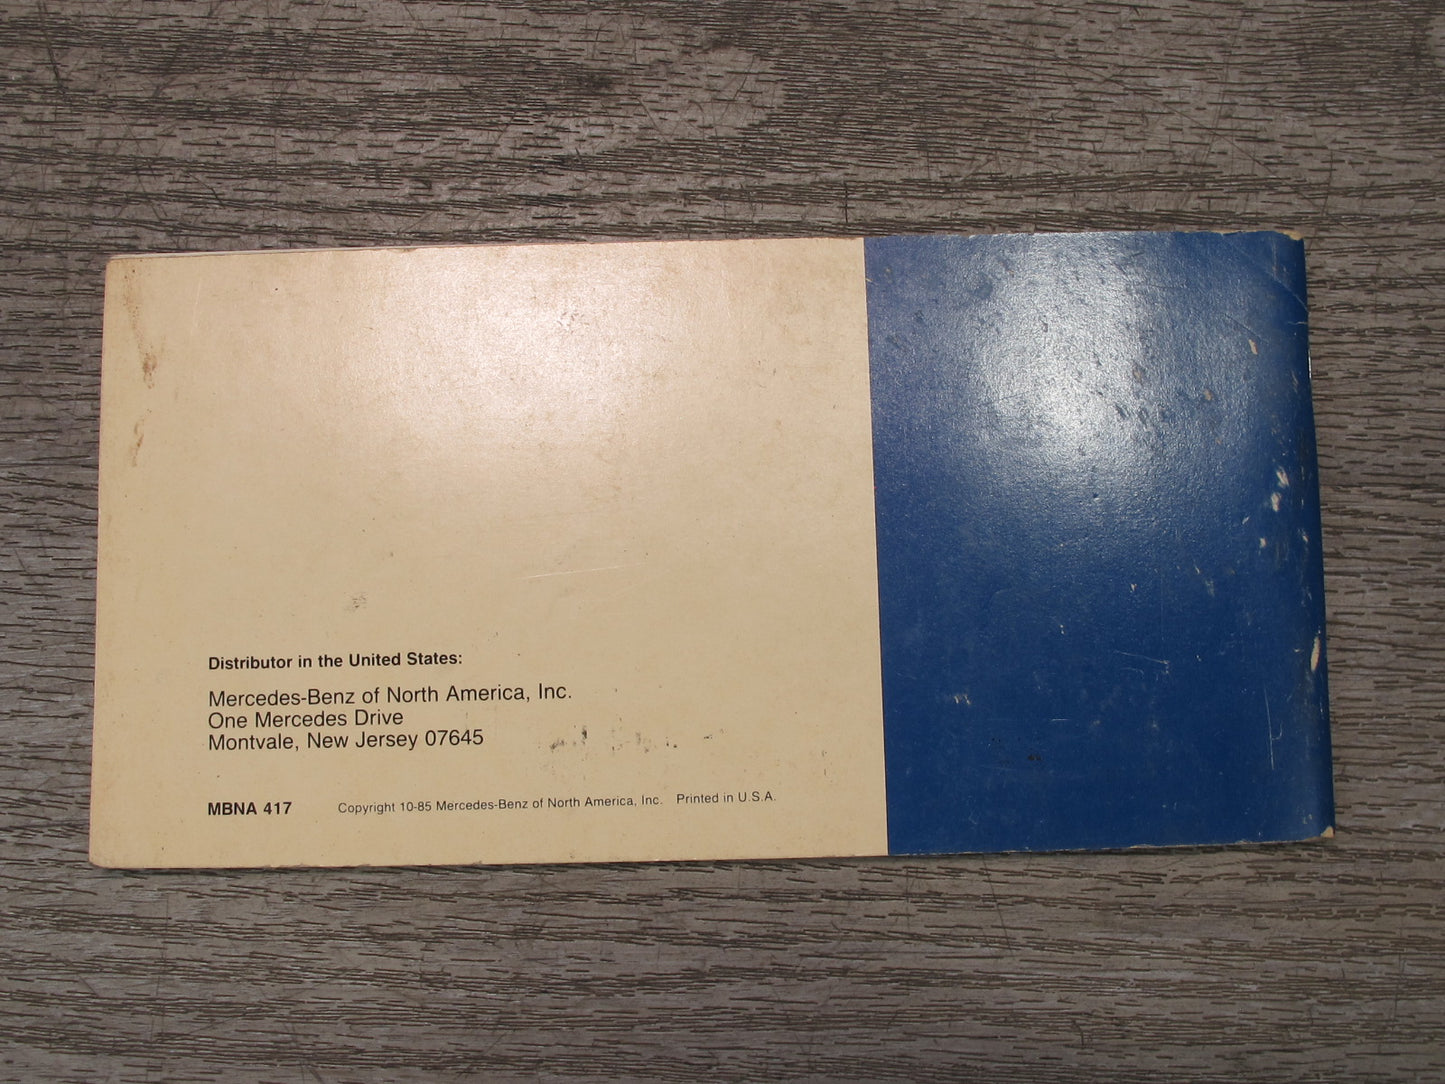 Distributor in the United States:
Mercedes-Benz of North America, Inc.
One Mercedes Drive
Montvale, New Jersey 07645
MBNA 417 Copyright 10-85 Mercedes-Benz of North America, Inc. Printed in U.S.A.